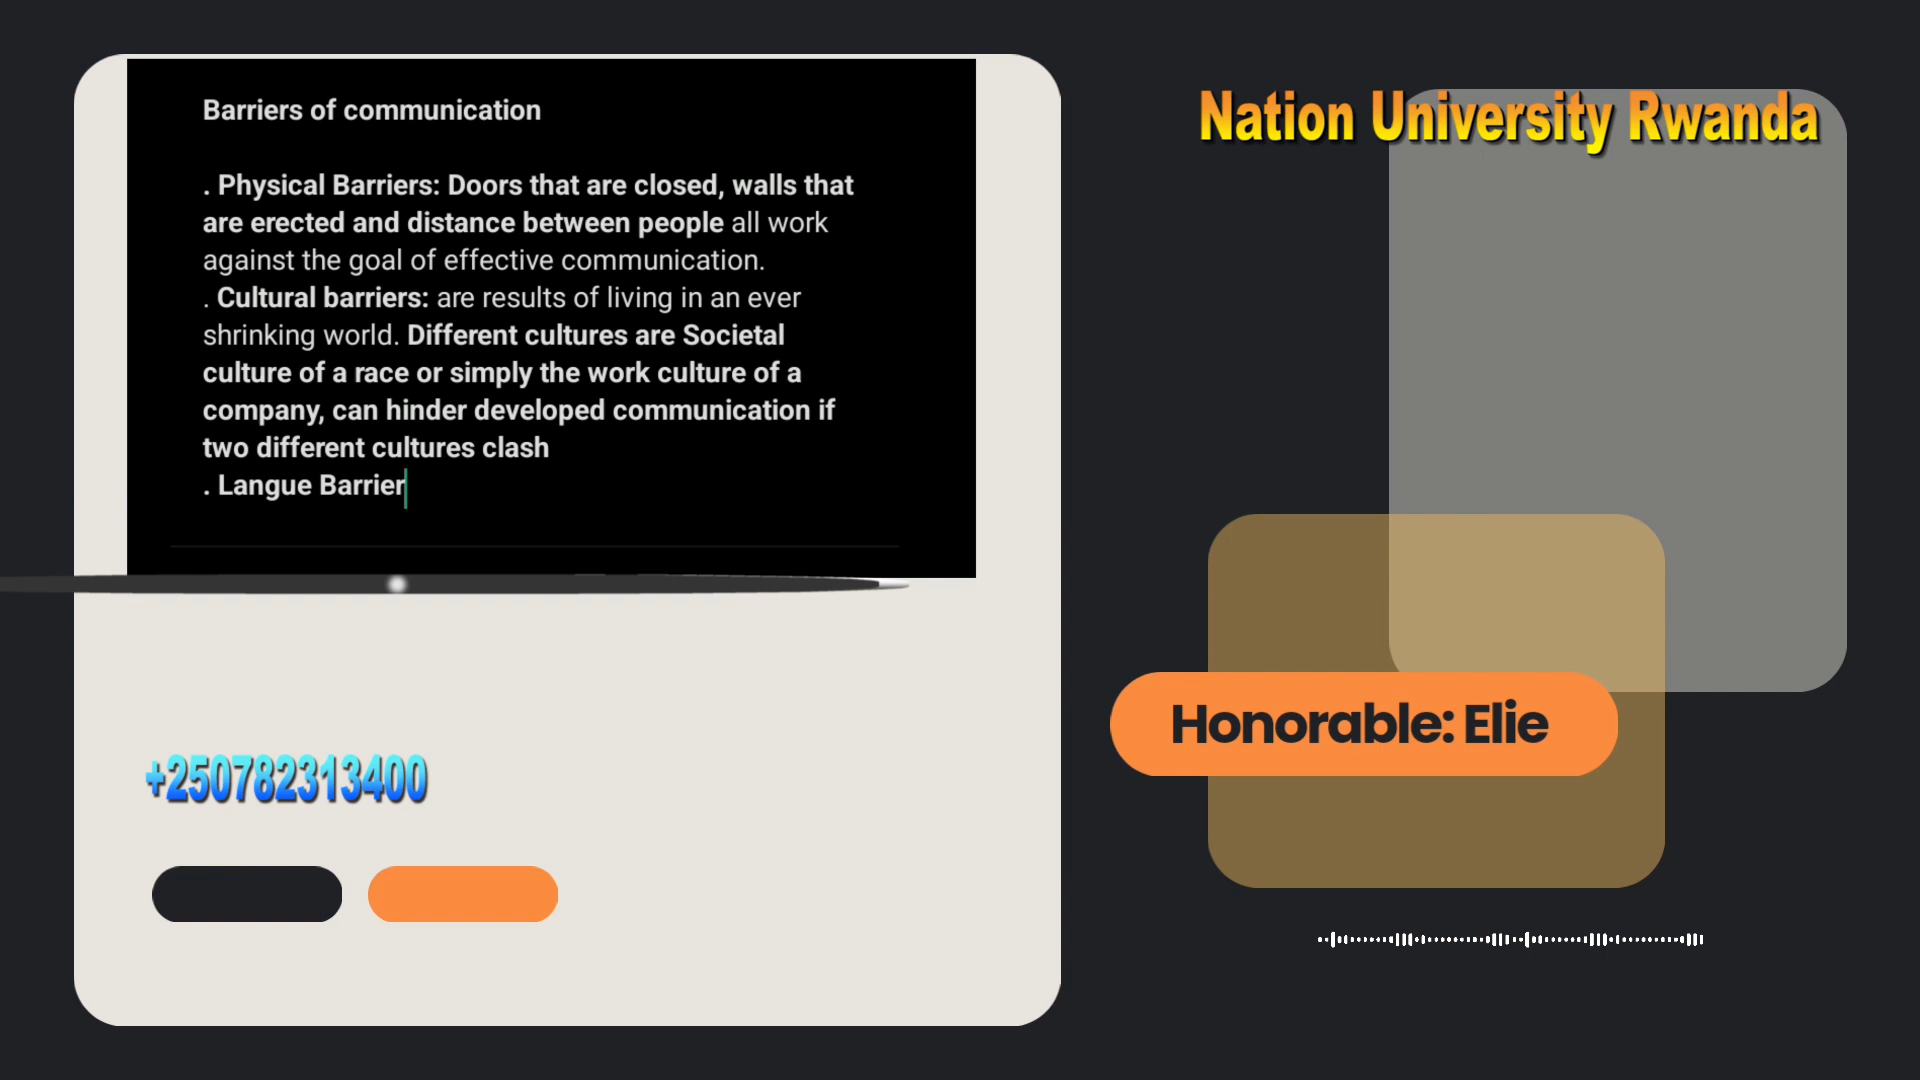 Barriers of communication
. Physical Barriers: Doors that are closed, walls that
are erected and distance between people all work
against the goal of effective communication.
. Cultural barriers: are results of living in an ever
shrinking world. Different cultures are Societal
culture of a race or simply the work culture of a
company, can hinder developed communication if
two different cultures clash
. Langue Barrier
+250782313400
Nation University Rwanda
Honorable: Elie